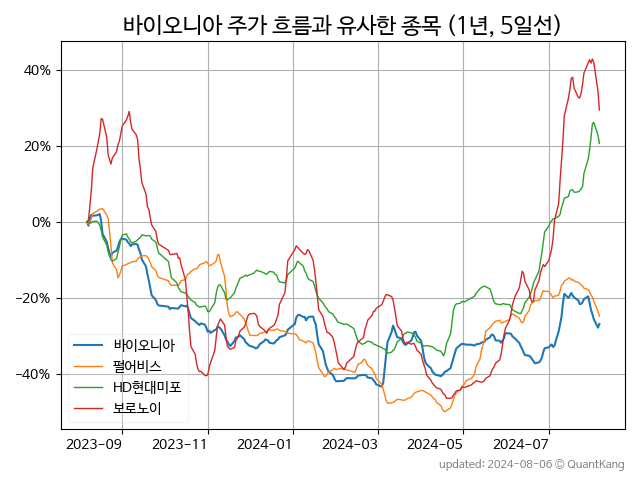 바이오니아 주가 흐름과 유사한 종목 (1년, 5일선)
40%
20%
0%
−20%
−40%
바이오니아
펄어비스
HD현대미포
보로노이
2023-09 2023-11 2024-01 2024-03 2024-05 2024-07
updated: 2024-08-06 © QuantKang